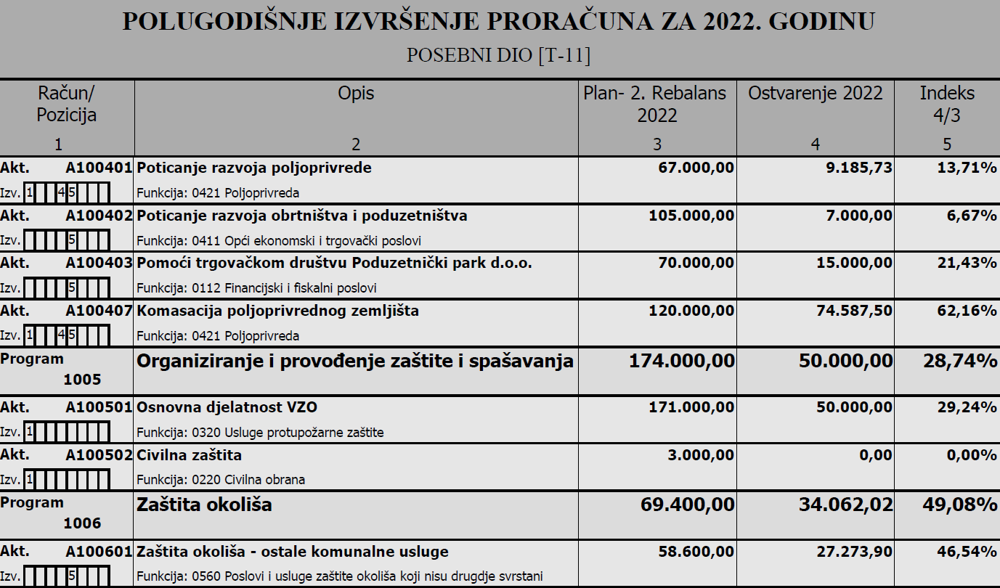 POLUGODIŠNJE IZVRŠENJE PRORAČUNA ZA 2022. GODINU
POSEBNI DIO [T-11]
Račun/ Opis Plan- 2. Rebalans Ostvarenje 2022 Indeks
Pozicija 2022 4/3
1 2 3 4 5
Akt. A100401 Poticanje razvoja poljoprivrede 67.000,00 9.185,73 13,71%
Izv. 1 4 5 Funkcija: 0421 Poljoprivreda
Akt. A100402 Poticanje razvoja obrtništva i poduzetništva 105.000,00 7.000,00 6,67%
Izv. 5 Funkcija: 0411 Opći ekonomski i trgovački poslovi
Akt. A100403 Pomoći trgovačkom društvu Poduzetnički park d.o.o. 70.000,00 15.000,00 21,43%
Izv. 5 Funkcija: 0112 Financijski i fiskalni poslovi
Akt. A100407 Komasacija poljoprivrednog zemljišta 120.000,00 74.587,50 62,16%
Izv. 1 4 5 Funkcija: 0421 Poljoprivreda
Program Organiziranje i provođenje zaštite i spašavanja 174.000,00 50.000,00 28,74%
1005
Akt. A100501 Osnovna djelatnost VZO 171.000,00 50.000,00 29,24%
Izv. 1 Funkcija: 0320 Usluge protupožarne zaštite
Akt. A100502 Civilna zaštita 3.000,00 0,00 0,00%
Izv. 1 Funkcija: 0220 Civilna obrana
Program Zaštita okoliša 69.400,00 34.062,02 49,08%
1006
Akt. A100601 Zaštita okoliša - ostale komunalne usluge 58.600,00 27.273,90 46,54%
Izv. 5 Funkcija: 0560 Poslovi i usluge zaštite okoliša koji nisu drugdje svrstani